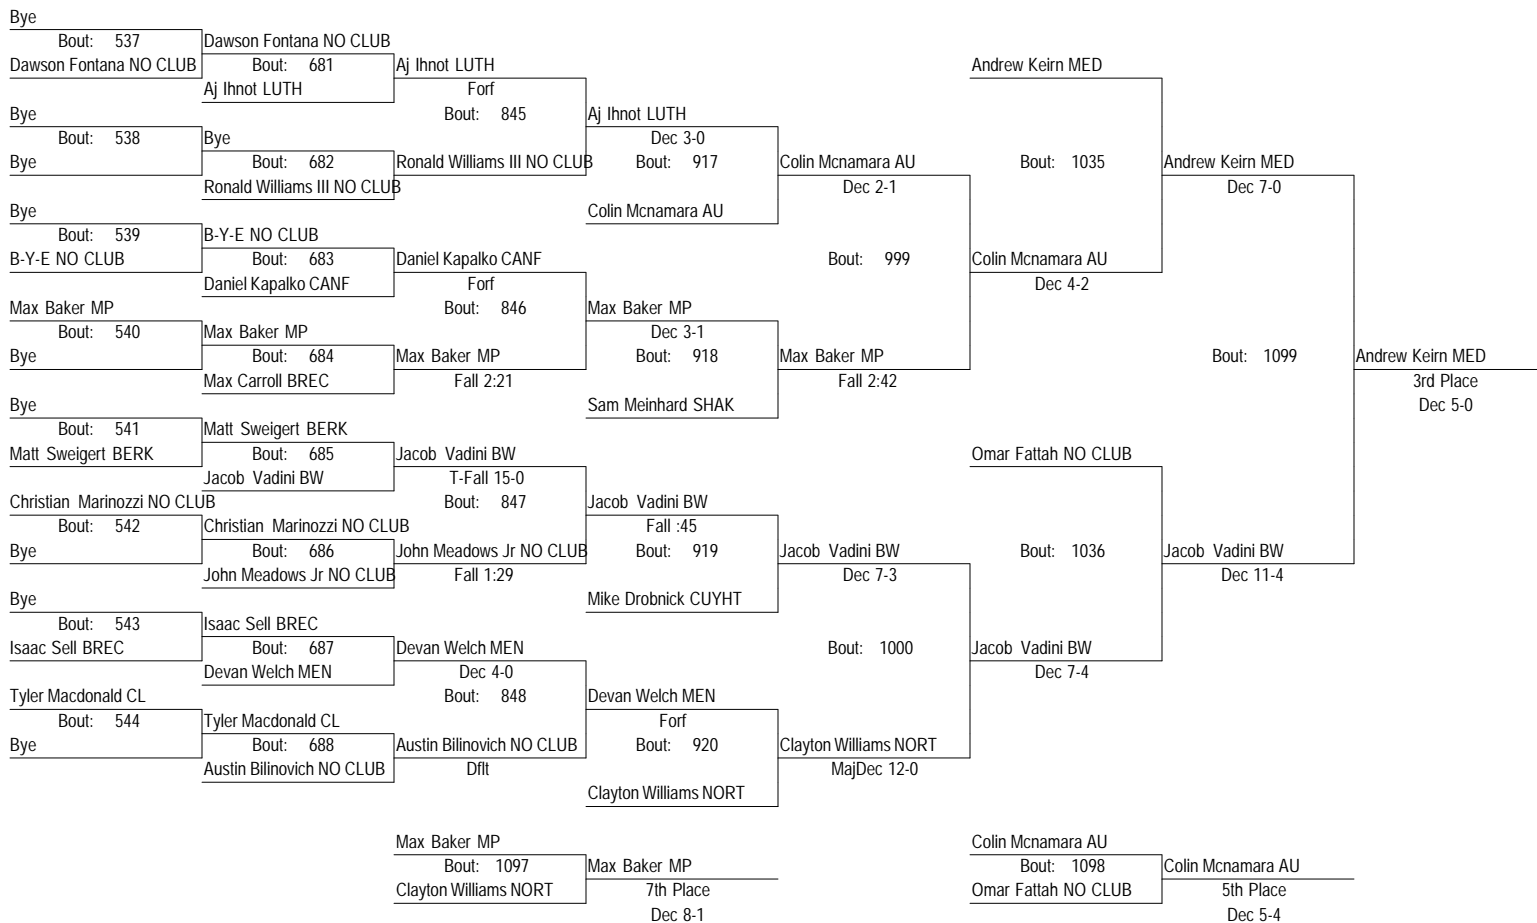 Bye
Bout: 537
Dawson Fontana NO CLUB
Dawson Fontana NO CLUB
Bout: 681
Aj Ihnot LUTH
Aj Ihnot LUTH
Forf
Bout: 845
Bye
Bout: 538
Bye
Bye
Bout: 682
Ronald Williams III NO CLUB
Ronald Williams III NO CLUB
Aj Ihnot LUTH
Dec 3-0
Bout: 917
Colin Mcnamara AU
Colin Mcnamara AU
Dec 2-1
Bye
Bout: 539
B-Y-E NO CLUB
B-Y-E NO CLUB
Bout: 683
Daniel Kapalko CANF
Daniel Kapalko CANF
Forf
Bout: 846
Max Baker MP
Bout: 540
Bye
Max Baker MP
Bout: 684
Max Carroll BREC
Max Baker MP
Fall 2:21
Max Baker MP
Dec 3-1
Bout: 918
Sam Meinhard SHAK
Max Baker MP
Fall 2:42
Bout: 999
Andrew Keirn MED
Bout: 1035
Colin Mcnamara AU
Dec 4-2
Andrew Keirn MED
Dec 7-0
Bye
Bout: 541
Matt Sweigert BERK
Matt Sweigert BERK
Bout: 685
Jacob Vadini BW
Jacob Vadini BW
T-Fall 15-0
Bout: 847
Christian Marinozzi NO CLUB
Bout: 542
Bye
Christian Marinozzi NO CLUB
Bout: 686
John Meadows Jr NO CLUB
John Meadows Jr NO CLUB
Fall 1:29
Jacob Vadini BW
Fall :45
Bout: 919
Mike Drobnick CUYHT
Jacob Vadini BW
Dec 7-3
Bye
Bout: 543
Isaac Sell BREC
Isaac Sell BREC
Bout: 687
Devan Welch MEN
Devan Welch MEN
Dec 4-0
Bout: 848
Tyler Macdonald CL
Bout: 544
Bye
Tyler Macdonald CL
Bout: 688
Austin Bilinovich NO CLUB
Austin Bilinovich NO CLUB
Dflt
Devan Welch MEN
Forf
Bout: 920
Clayton Williams NORT
Clayton Williams NORT
MajDec 12-0
Bout: 1000
Omar Fattah NO CLUB
Bout: 1036
Jacob Vadini BW
Dec 7-4
Jacob Vadini BW
Dec 11-4
Bout: 1099
Andrew Keirn MED
3rd Place
Dec 5-0
Max Baker MP
Bout: 1097
Clayton Williams NORT
Max Baker MP
7th Place
Dec 8-1
Colin Mcnamara AU
Bout: 1098
Omar Fattah NO CLUB
Colin Mcnamara AU
5th Place
Dec 5-4